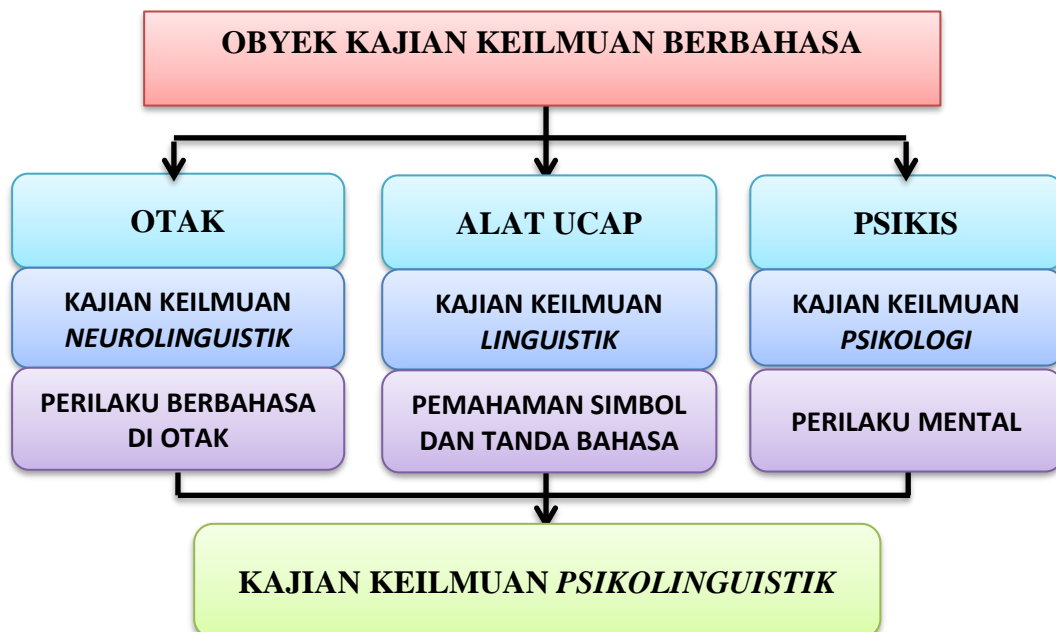 OBYEK KAJIAN KEILMUAN BERBAHASA
OTAK
KAJIAN KEILMUAN
NEUROLINGUISTIK
PERILAKU BERBAHASA
DI OTAK
ALAT UCAP
KAJIAN KEILMUAN
LINGUISTIK
PEMAHAMAN SIMBOL
DAN TANDA BAHASA
PSIKIS
KAJIAN KEILMUAN
PSIKOLOGI
PERILAKU MENTAL
KAJIAN KEILMUAN PSIKOLINGUISTIK